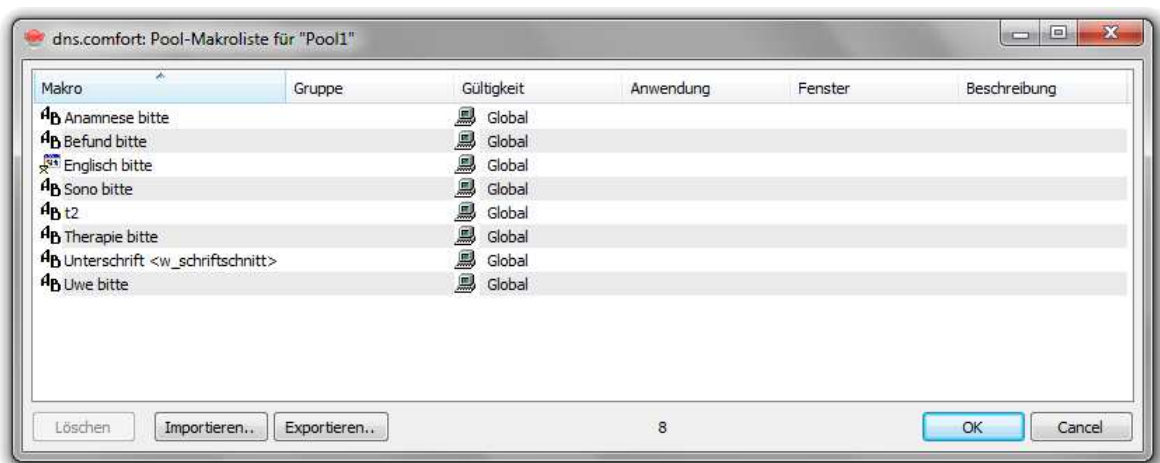 dns.comfort: Pool-Makroliste für "Pool1"
Makro Gruppe Gültigkeit Anwendung Fenster Beschreibung
Anamnese bitte Global
Befund bitte Global
Englisch bitte Global
Sono bitte Global
t2 Global
Therapie bitte Global
Unterschrift <w_schriftschnitt> Global
Uwe bitte Global
Löschen Importieren.. Exportieren.. 8 OK Cancel